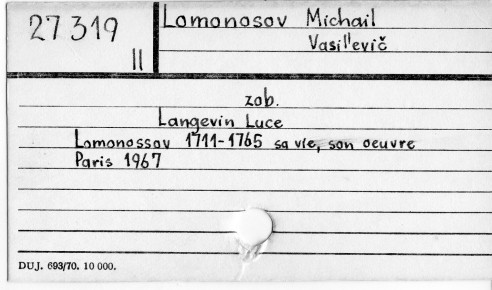 27 319
II
Lomonosov Michail
Vasil'evič
zob.
Langevin Luce
Lomonossov 1711-1765 sa vie, son oeuvre
Paris 1967
DUJ. 693/70. 10 000.